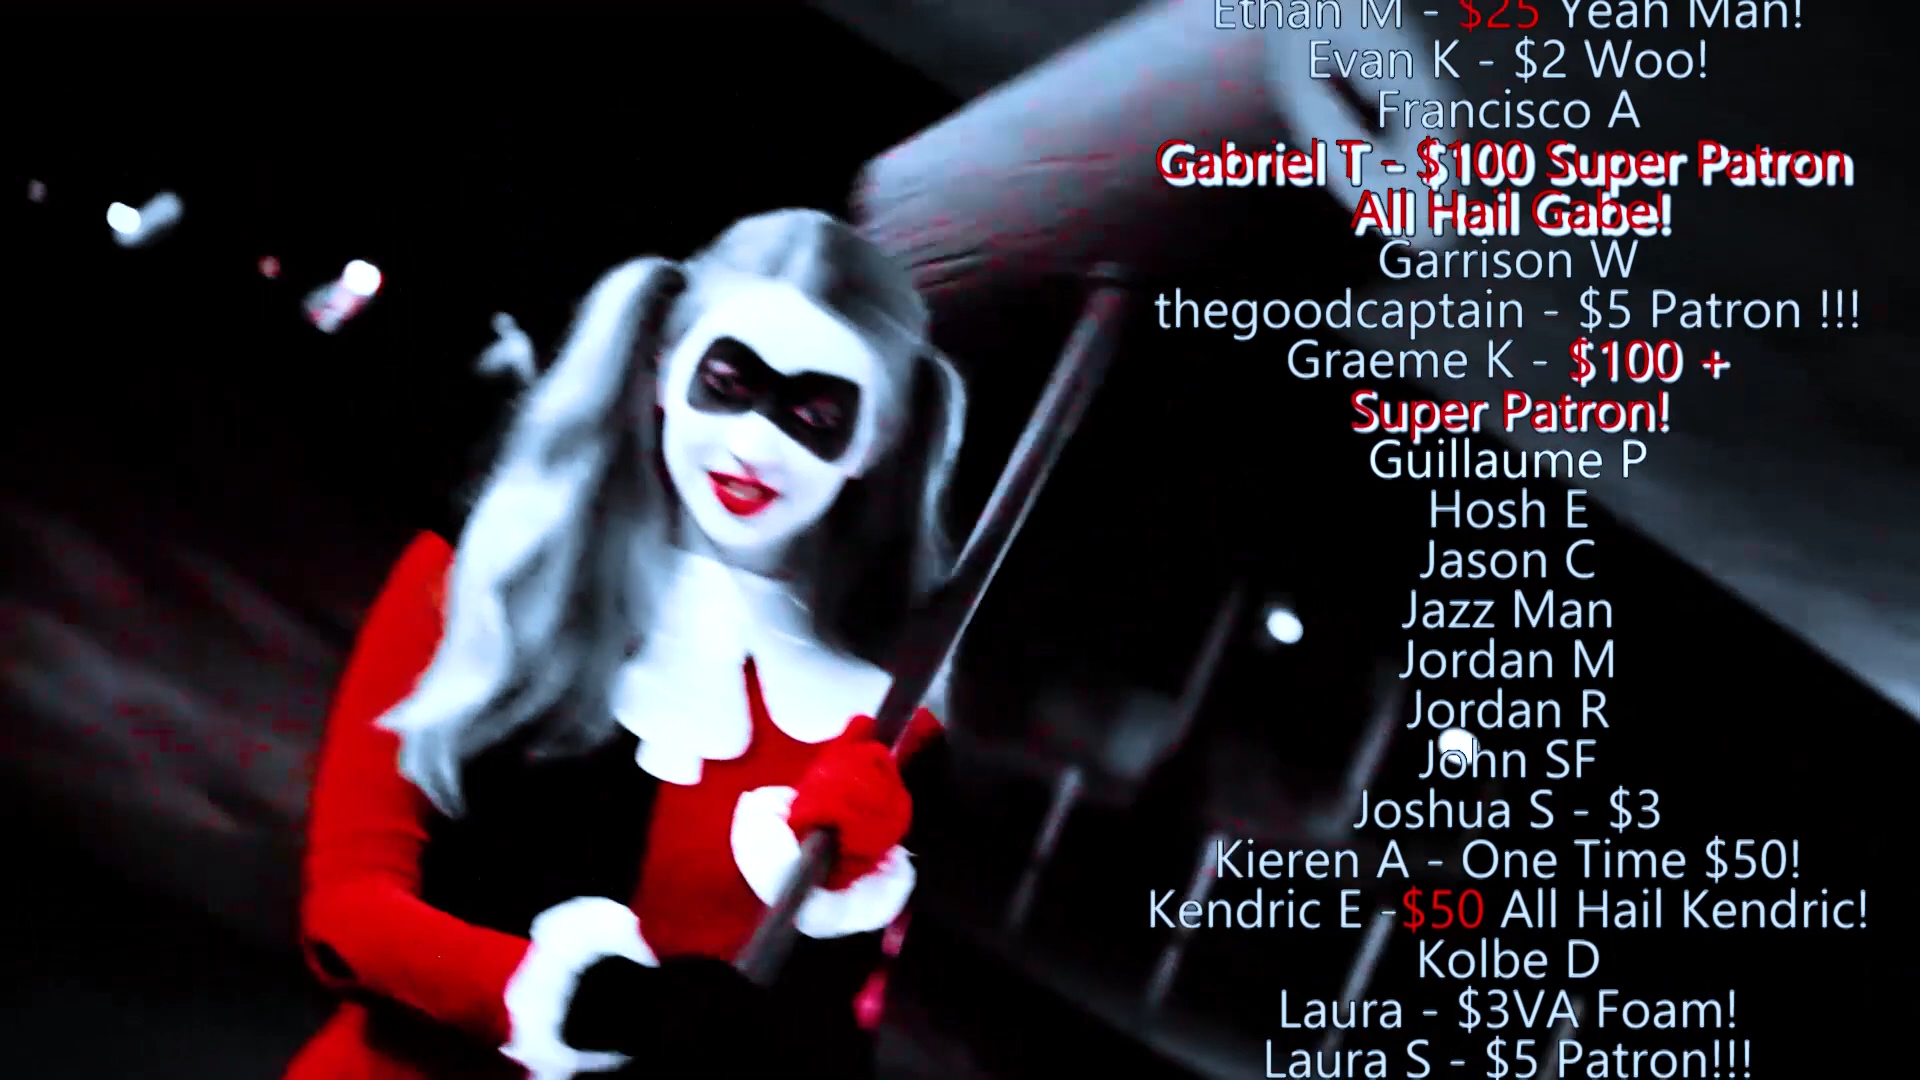 Ethan M - $25 Yeah Man!
Evan K - $2 Woo!
Francisco A
Gabriel T - $100 Super Patron
All Hail Gabe!
Garrison W
thegoodcaptain - $5 Patron !!!
Graeme K - $100 +
Super Patron!
Guillaume P
Hosh E
Jason C
Jazz Man
Jordan M
Jordan R
John SF
Joshua S - $3
Kieren A - One Time $50!
Kendric E -$50 All Hail Kendric!
Kolbe D
Laura - $3VA Foam!
Laura S - $5 Patron!!!